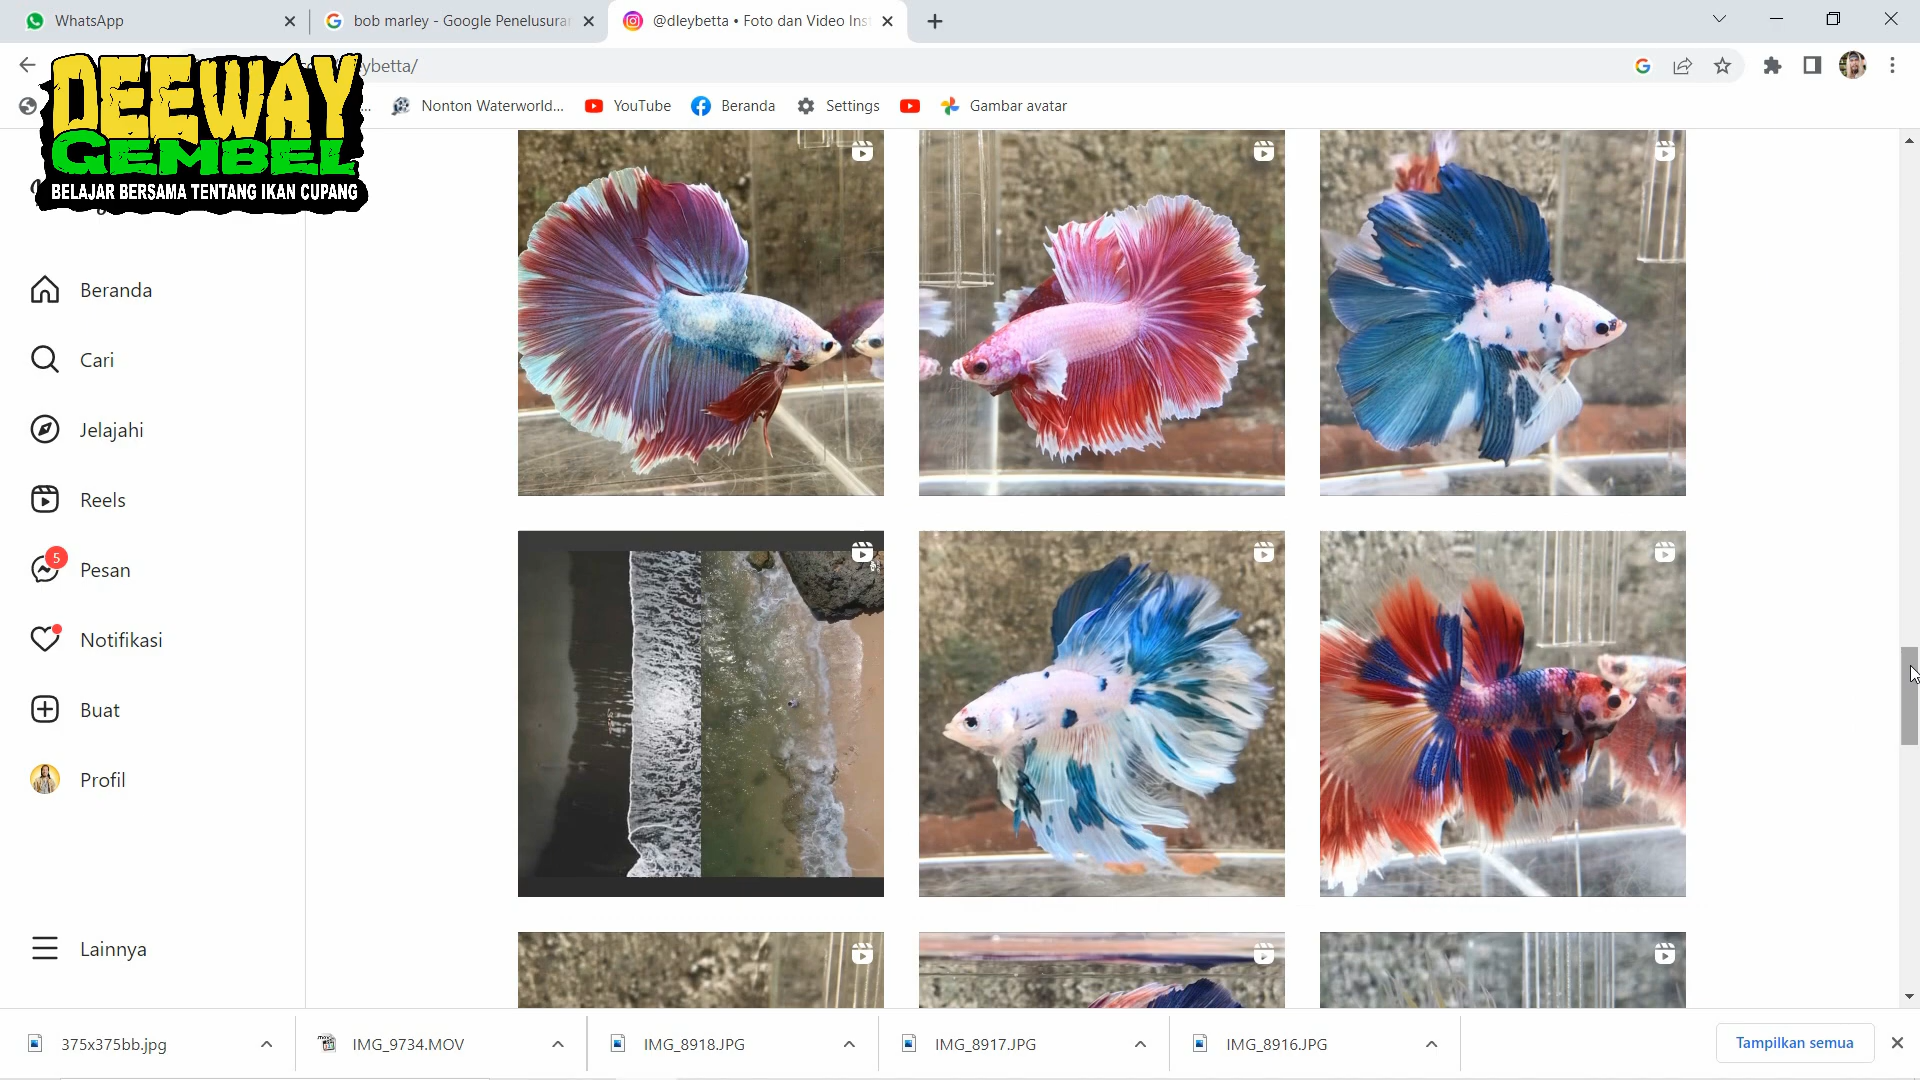 WhatsApp
bob marley - Google Penelusura
@dleybetta • Foto dan Video Ins
ybetta/
DEEWAY
GEMBEL
BELAJAR BERSAMA TENTANG IKAN CUPANG
...
Nonton Waterworld...
YouTube
Beranda
Settings
Gambar avatar
Beranda
Cari
Jelajahi
Reels
5
Pesan
Notifikasi
Buat
Profil
Lainnya
375x375bb.jpg
IMG_9734.MOV
IMG_8918.JPG
IMG_8917.JPG
IMG_8916.JPG
Tampilkan semua